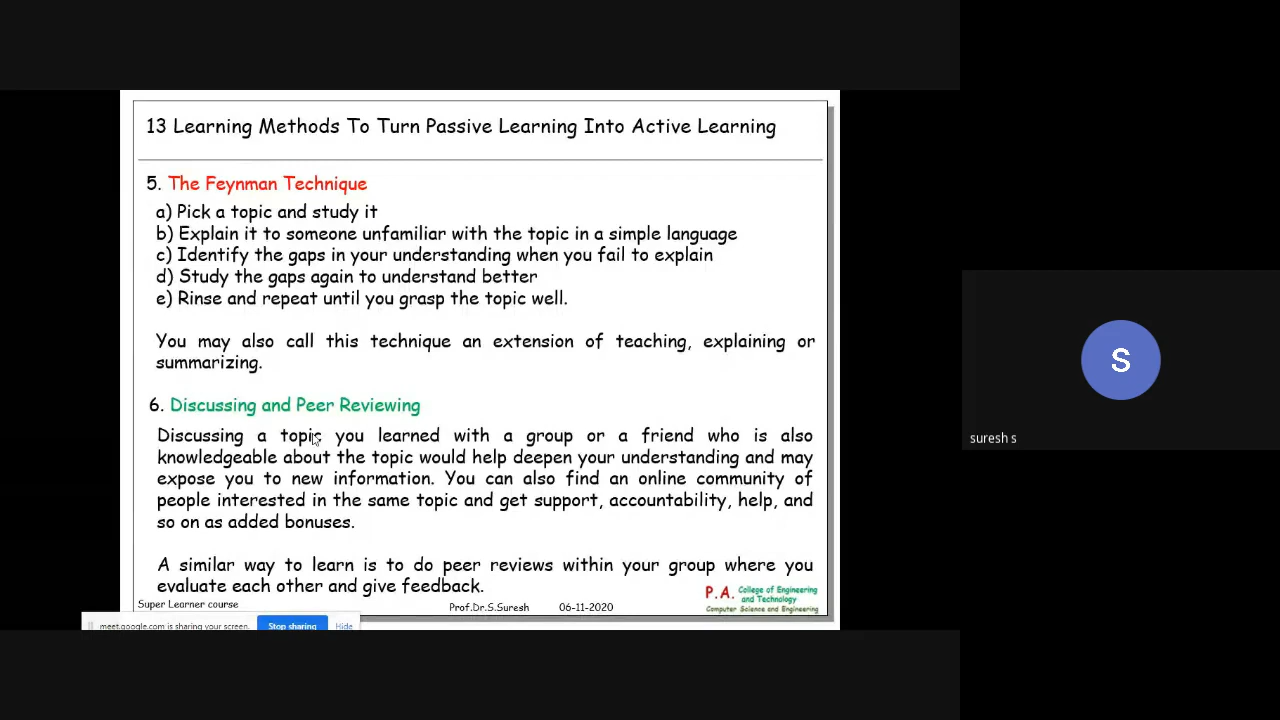 13 Learning Methods To Turn Passive Learning Into Active Learning
5. The Feynman Technique
a) Pick a topic and study it
b) Explain it to someone unfamiliar with the topic in a simple language
c) Identify the gaps in your understanding when you fail to explain
d) Study the gaps again to understand better
e) Rinse and repeat until you grasp the topic well.
You may also call this technique an extension of teaching, explaining or
summarizing.
6. Discussing and Peer Reviewing
Discussing a topic you learned with a group or a friend who is also
knowledgeable about the topic would help deepen your understanding and may
expose you to new information. You can also find an online community of
people interested in the same topic and get support, accountability, help, and
so on as added bonuses.
A similar way to learn is to do peer reviews within your group where you
evaluate each other and give feedback.
Super Learner course
Prof.Dr.S.Suresh 06-11-2020
P.A. College of Engineering
and Technology
Computer Science and Engineering
meet.google.com is sharing your screen.
Stop sharing
Hide
S
suresh s